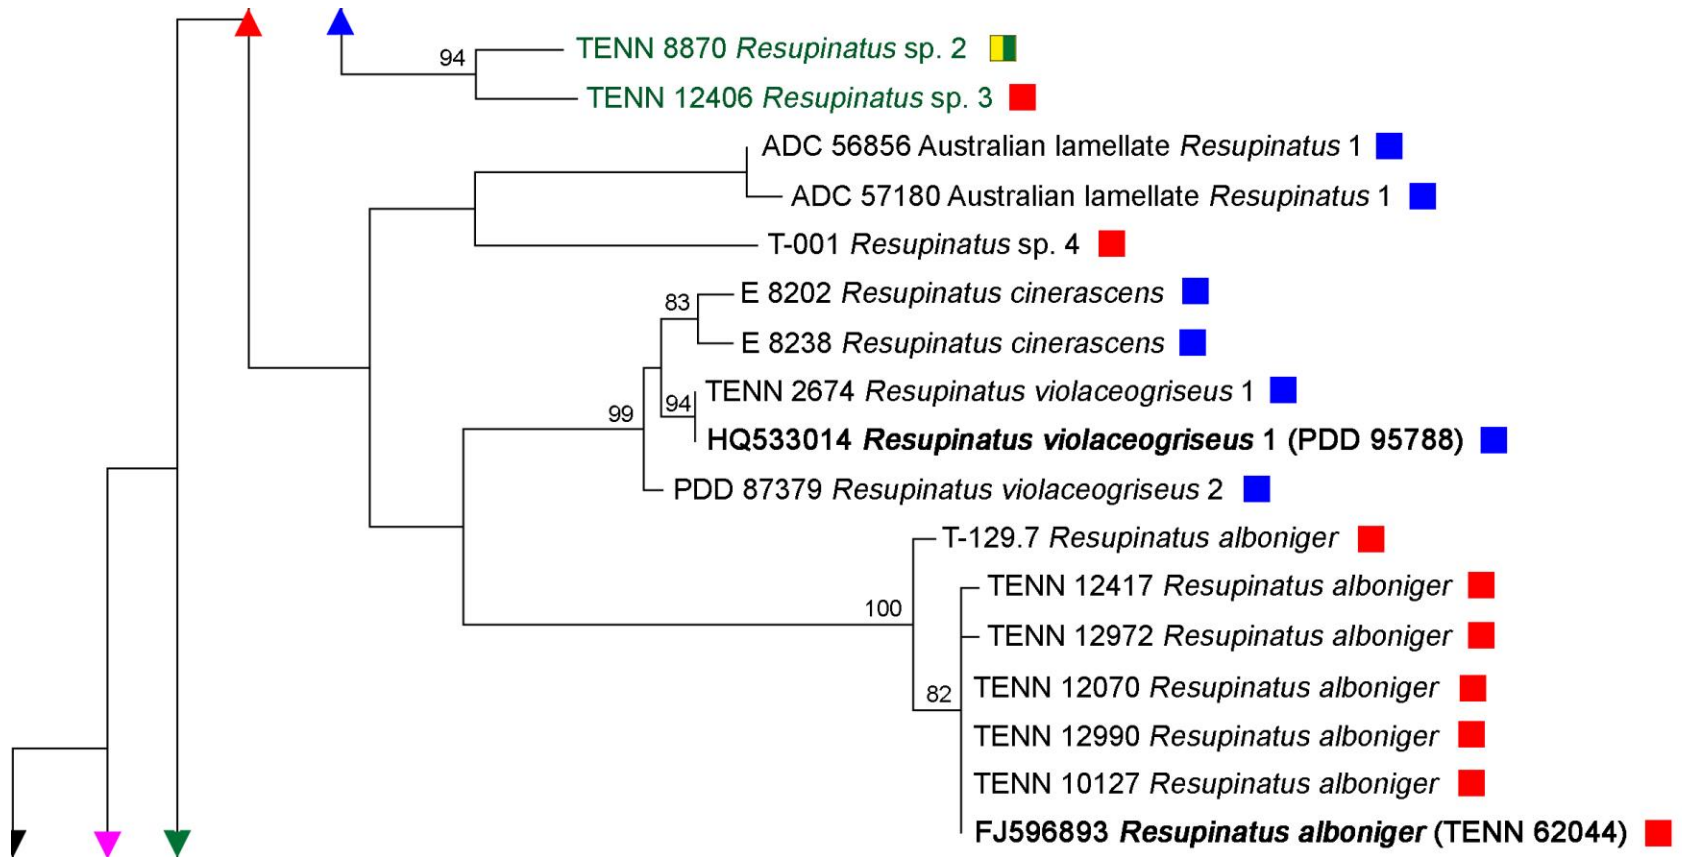 94
TENN 8870 Resupinatus sp. 2
TENN 12406 Resupinatus sp. 3
ADC 56856 Australian lamellate Resupinatus 1
ADC 57180 Australian lamellate Resupinatus 1
T-001 Resupinatus sp. 4
83
E 8202 Resupinatus cinerascens
E 8238 Resupinatus cinerascens
99
94
TENN 2674 Resupinatus violaceogriseus 1
HQ533014 Resupinatus violaceogriseus 1 (PDD 95788)
PDD 87379 Resupinatus violaceogriseus 2
100
T-129.7 Resupinatus alboniger
82
TENN 12417 Resupinatus alboniger
TENN 12972 Resupinatus alboniger
TENN 12070 Resupinatus alboniger
TENN 12990 Resupinatus alboniger
TENN 10127 Resupinatus alboniger
FJ596893 Resupinatus alboniger (TENN 62044)